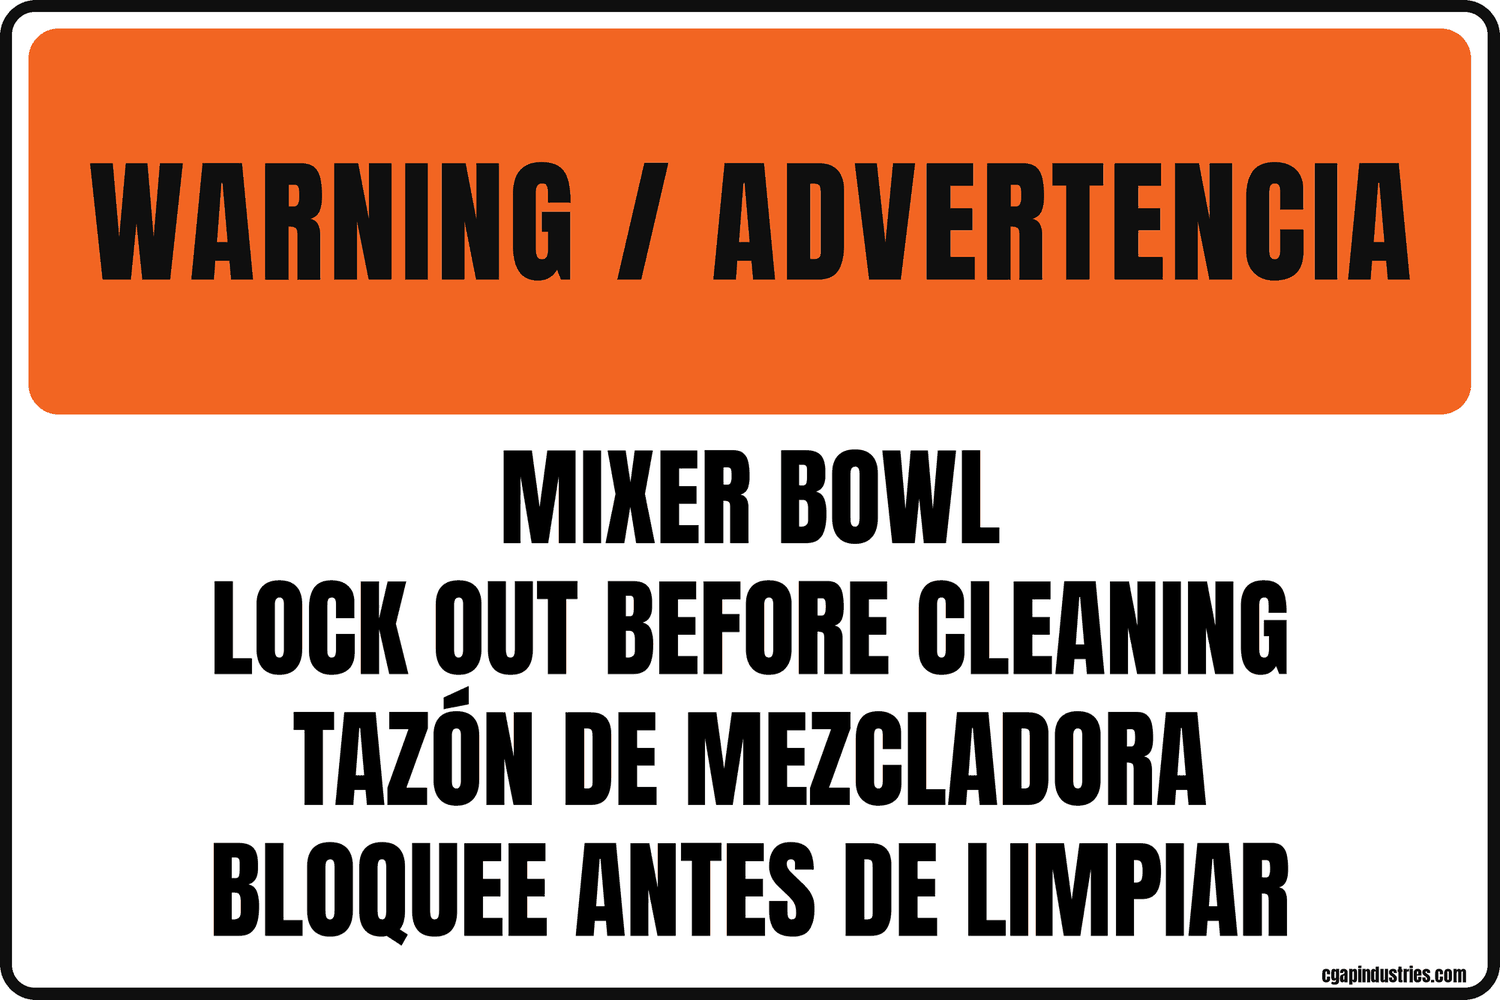 WARNING / ADVERTENCIA
MIXER BOWL
LOCK OUT BEFORE CLEANING
TAZÓN DE MEZCLADORA
BLOQUEE ANTES DE LIMPIAR
cgapindustries.com